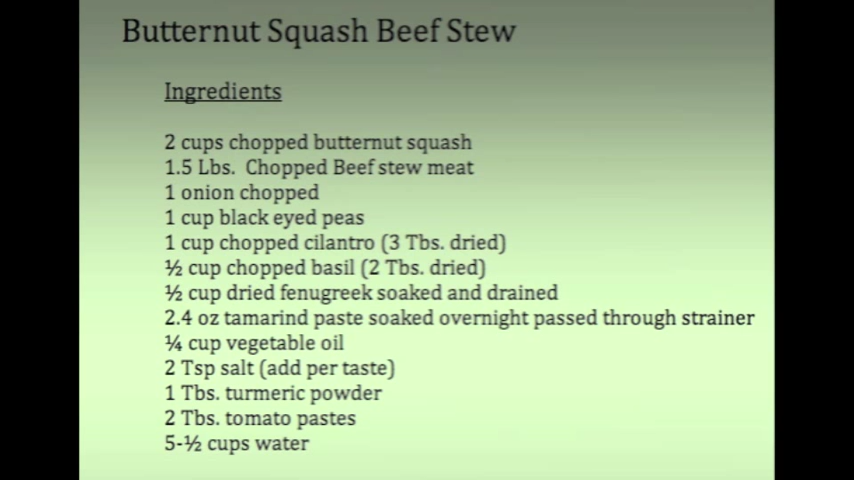 Butternut Squash Beef Stew
Ingredients
2 cups chopped butternut squash
1.5 Lbs.  Chopped Beef stew meat
1 onion chopped
1 cup black eyed peas
1 cup chopped cilantro (3 Tbs. dried)
½ cup chopped basil (2 Tbs. dried)
½ cup dried fenugreek soaked and drained
2.4 oz tamarind paste soaked overnight passed through strainer
¼ cup vegetable oil
2 Tsp salt (add per taste)
1 Tbs. turmeric powder
2 Tbs. tomato pastes
5-½ cups water